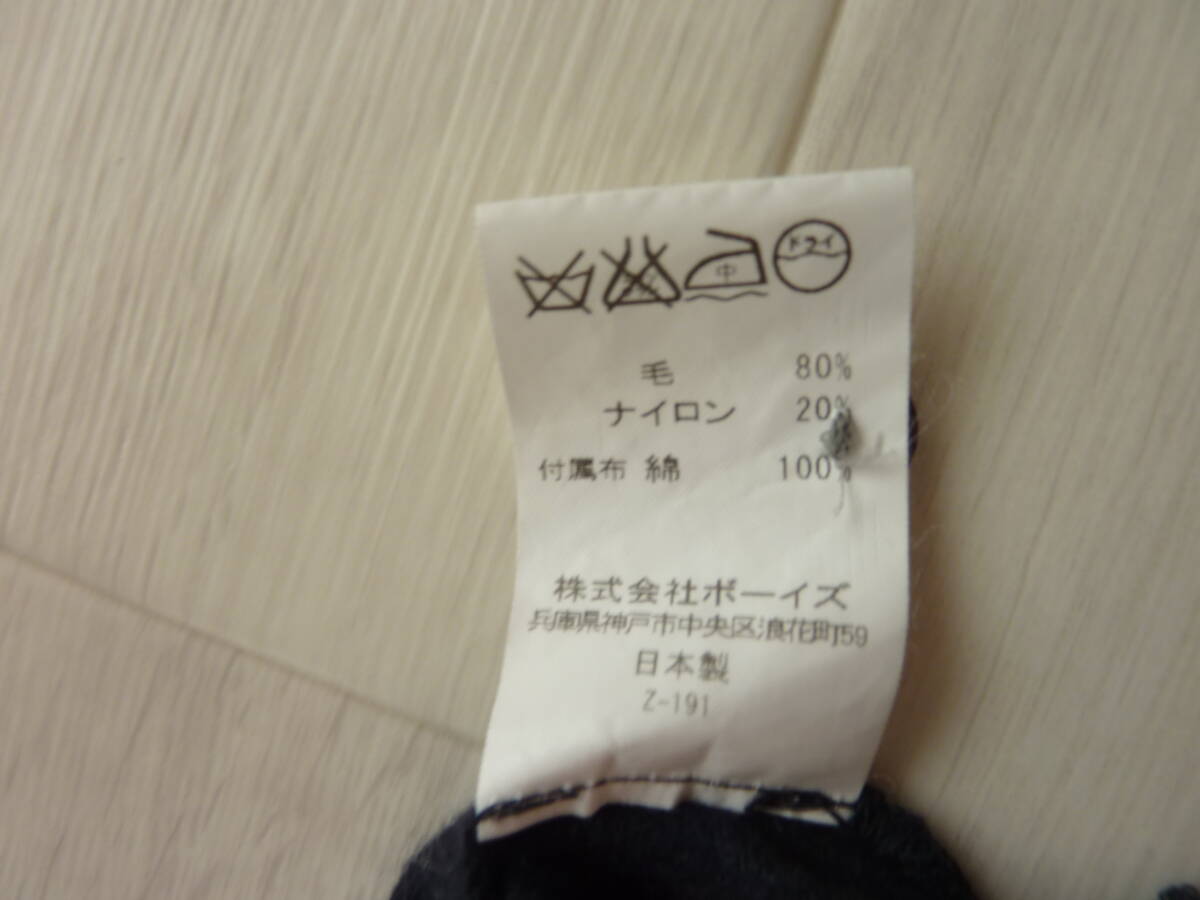 ドライ
中
毛 80%
ナイロン 20%
付属布 綿 100%
株式会社ボーイズ
兵庫県神戸市中央区浪花町59
日本製
Z-191